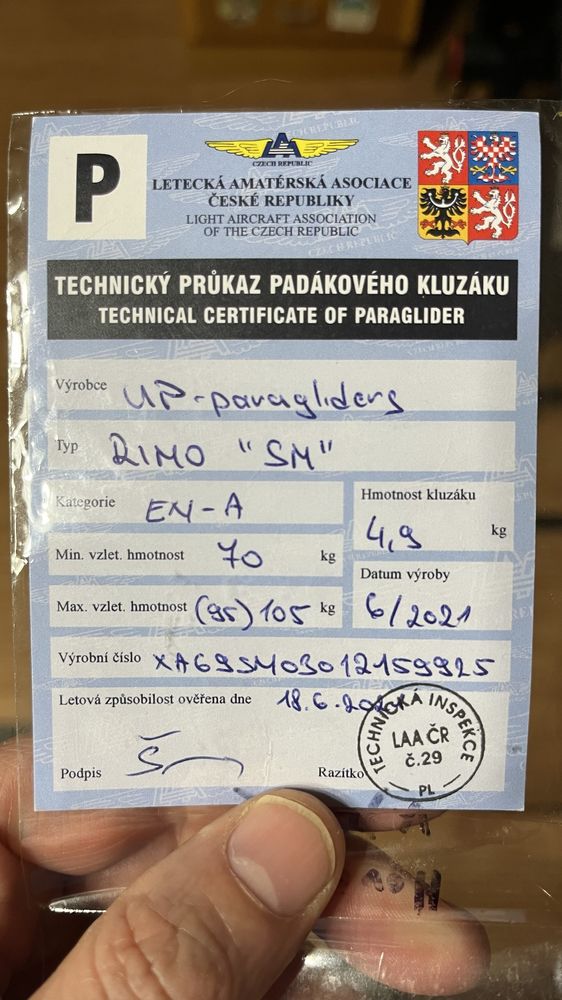 P
CZECH REPUBLIC
LETECKÁ AMATÉRSKÁ ASOCIACE
ČESKÉ REPUBLIKY
LIGHT AIRCRAFT ASSOCIATION
OF THE CZECH REPUBLIC
TECHNICKÝ PRŮKAZ PADÁKOVÉHO KLUZÁKU
TECHNICAL CERTIFICATE OF PARAGLIDER
Výrobce UP-paragliders
Typ RIMO "SM"
Kategorie EN-A
Hmotnost kluzáku
4,9 kg
Min. vzlet. hmotnost 70 kg
Datum výroby
6/2021
Max. vzlet. hmotnost (95) 105 kg
Výrobní číslo XA69SM03012159925
Letová způsobilost ověřena dne 18.6.
Podpis
Razítko
TECHNICKÁ INSPEKCE
LAA ČR
č.29
PL